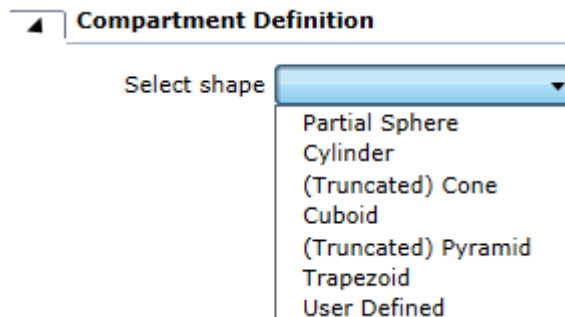 Compartment Definition
Select shape
Partial Sphere
Cylinder
(Truncated) Cone
Cuboid
(Truncated) Pyramid
Trapezoid
User Defined